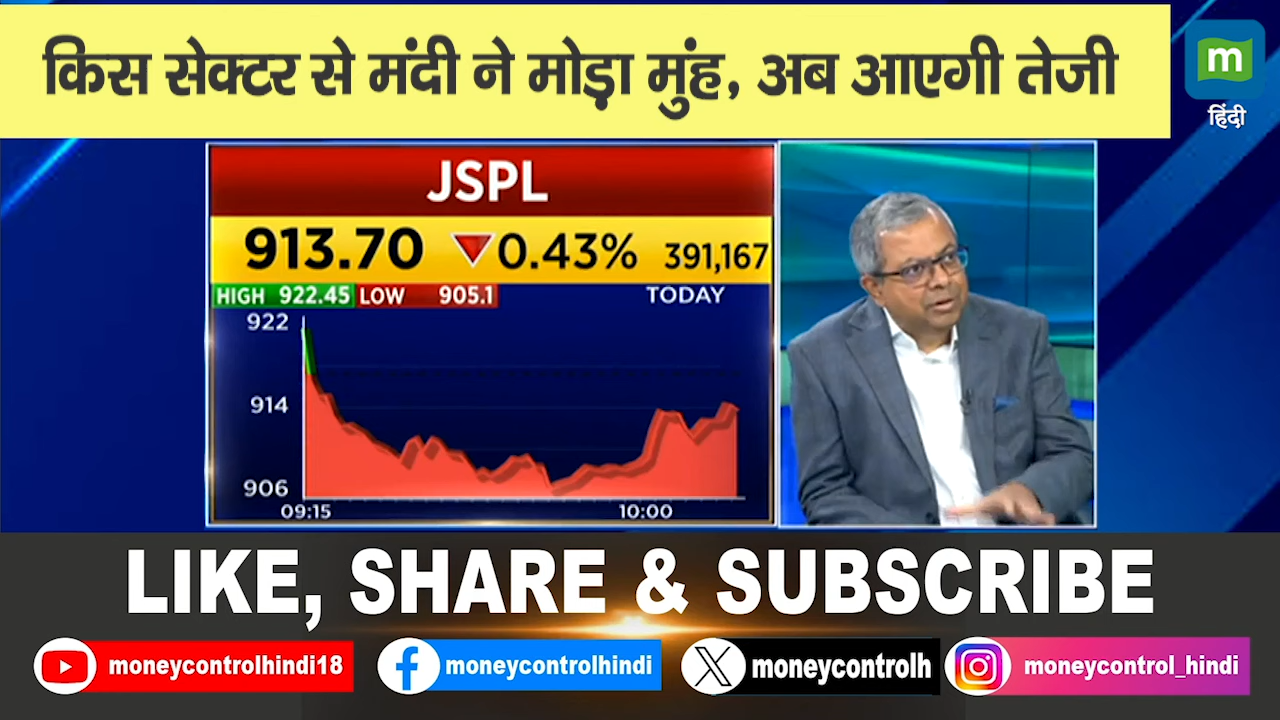 किस सेक्टर से मंदी ने मोड़ा मुंह, अब आएगी तेजी
m
हिंदी
JSPL
913.70 ▼0.43% 391,167
HIGH 922.45 LOW 905.1 TODAY
922
914
906
09:15 10:00
LIKE, SHARE & SUBSCRIBE
moneycontrolhindi18 moneycontrolhindi moneycontrolh moneycontrol_hindi